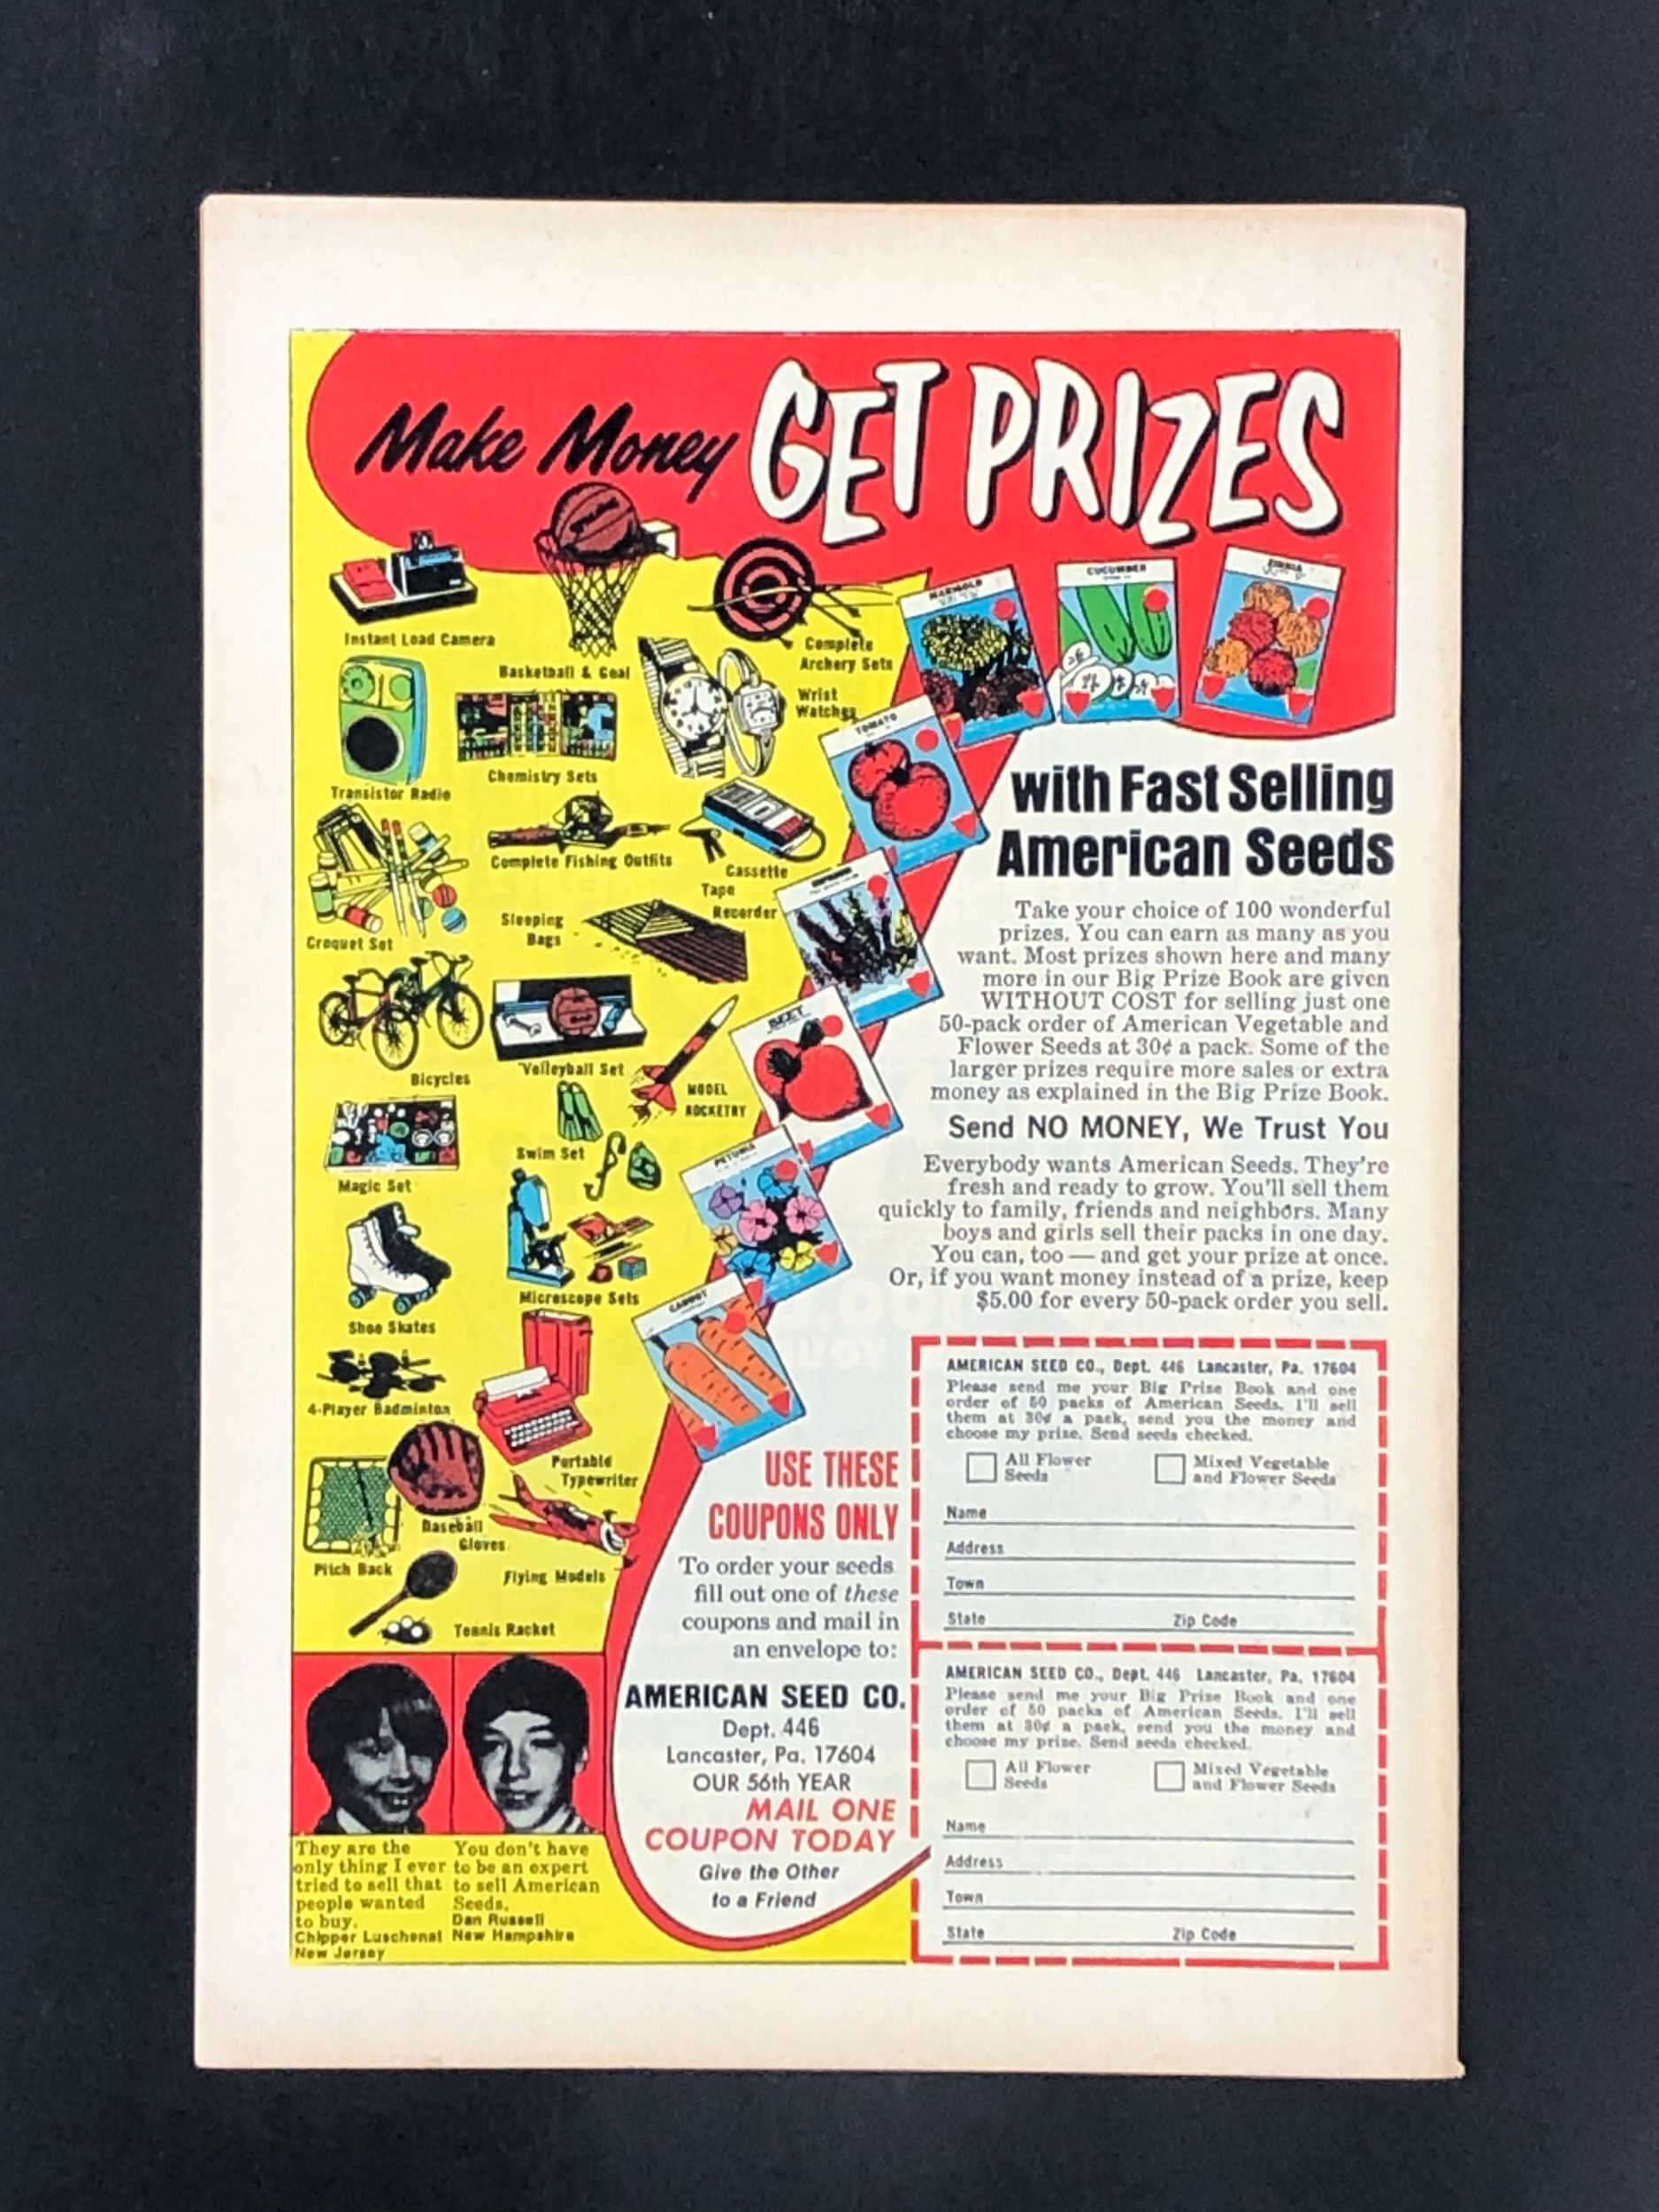 Make Money GET PRIZES
Instant Load Camera
Basketball & Goal
Complete
Archery Sets
Wrist
Watches
Transistor Radio
Chemistry Sets
Complete Fishing Outfits
Cassette
Tape
Recorder
Croquet Set
Sleeping
Bags
Bicycles
Volleyball Set
MODEL
ROCKETRY
Magic Set
Swim Set
Microscope Sets
Shoe Skates
4-Player Badminton
Portable
Typewriter
Baseball
Gloves
Pitch Back
Flying Models
Tennis Racket
MARIGOLD
CUCUMBER
ZINNIA
TOMATO
BEET
PETUNIA
CARROT
with Fast Selling
American Seeds
Take your choice of 100 wonderful
prizes. You can earn as many as you
want. Most prizes shown here and many
more in our Big Prize Book are given
WITHOUT COST for selling just one
50-pack order of American Vegetable and
Flower Seeds at 30¢ a pack. Some of the
larger prizes require more sales or extra
money as explained in the Big Prize Book.
Send NO MONEY, We Trust You
Everybody wants American Seeds. They're
fresh and ready to grow. You'll sell them
quickly to family, friends and neighbors. Many
boys and girls sell their packs in one day.
You can, too — and get your prize at once.
Or, if you want money instead of a prize, keep
$5.00 for every 50-pack order you sell.
USE THESE
COUPONS ONLY
To order your seeds
fill out one of these
coupons and mail in
an envelope to:
AMERICAN SEED CO.
Dept. 446
Lancaster, Pa. 17604
OUR 56th YEAR
MAIL ONE
COUPON TODAY
Give the Other
to a Friend
AMERICAN SEED CO., Dept. 446 Lancaster, Pa. 17604
Please send me your Big Prize Book and one
order of 50 packs of American Seeds. I'll sell
them at 30¢ a pack, send you the money and
choose my prize. Send seeds checked.
All Flower
Seeds
Mixed Vegetable
and Flower Seeds
Name
Address
Town
State Zip Code
AMERICAN SEED CO., Dept. 446 Lancaster, Pa. 17604
Please send me your Big Prize Book and one
order of 50 packs of American Seeds. I'll sell
them at 30¢ a pack, send you the money and
choose my prize. Send seeds checked.
All Flower
Seeds
Mixed Vegetable
and Flower Seeds
Name
Address
Town
State Zip Code
They are the
only thing I ever
tried to sell that
people wanted
to buy.
Chipper Luschenat
New Jersey
You don't have
to be an expert
to sell American
Seeds.
Dan Russell
New Hampshire